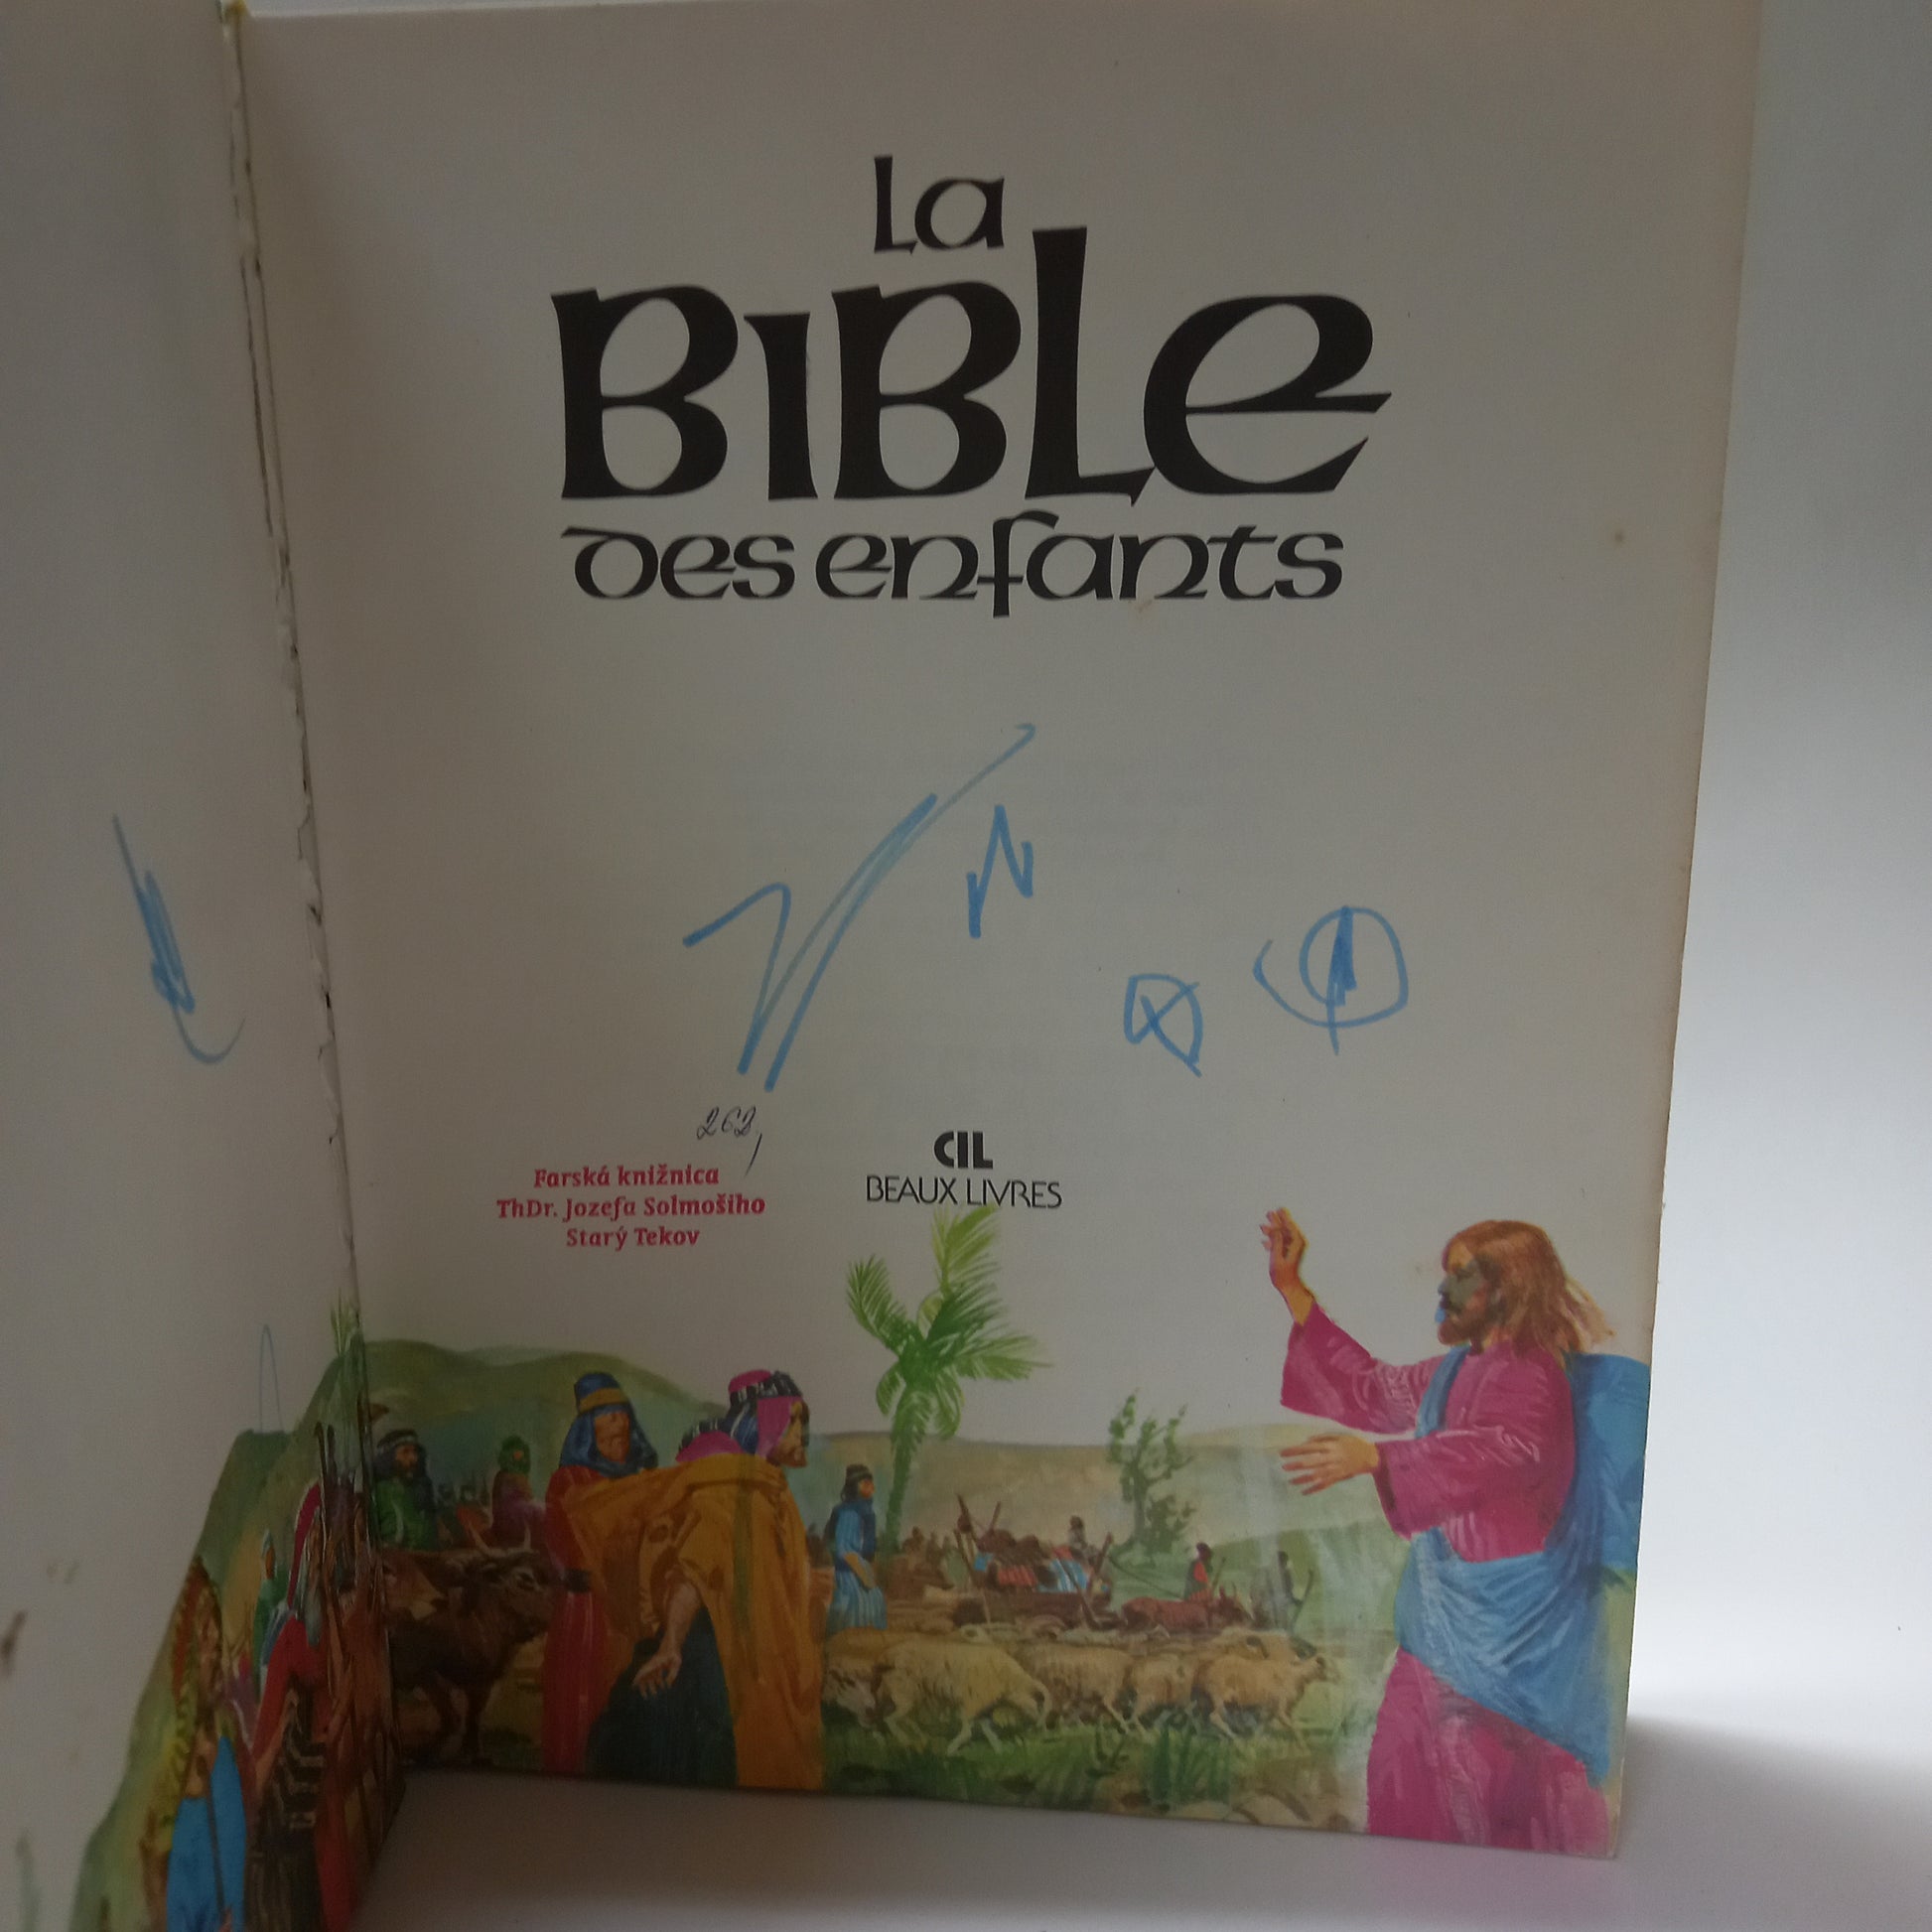 La
BIBLE
des enfants
262,
Farská knižnica
ThDr. Jozefa Solmošiho
Starý Tekov
CIL
BEAUX LIVRES